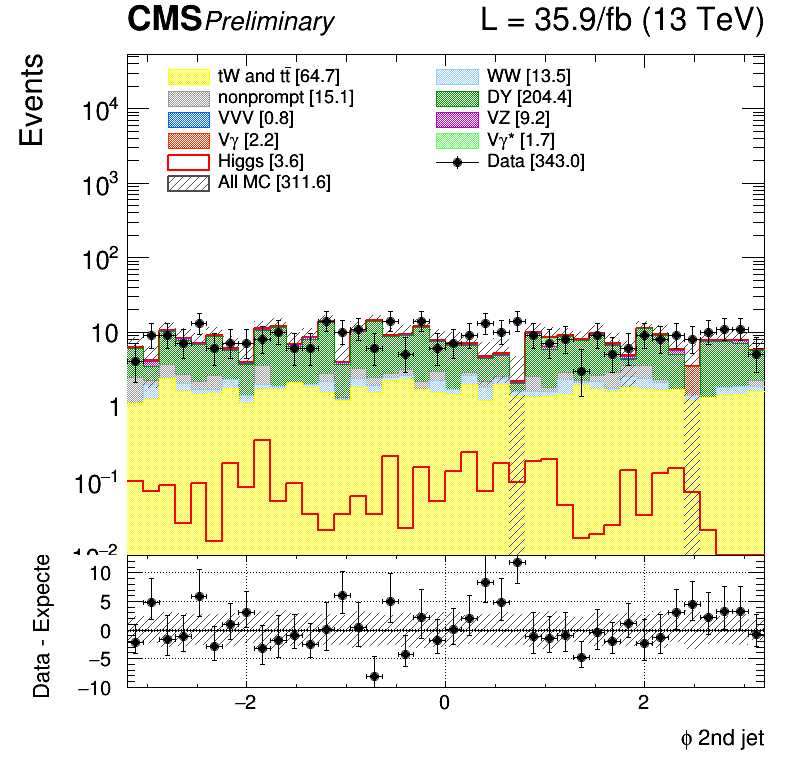 CMS Preliminary L = 35.9/fb (13 TeV)
Events
tW and tt̄ [64.7] WW [13.5]
nonprompt [15.1] DY [204.4]
VVV [0.8] VZ [9.2]
Vγ [2.2] Vγ* [1.7]
Higgs [3.6] Data [343.0]
All MC [311.6]
10⁴
10³
10²
10
1
10⁻¹
10⁻²
Data - Expecte
10
5
0
−5
−10
−2 0 2
ϕ 2nd jet